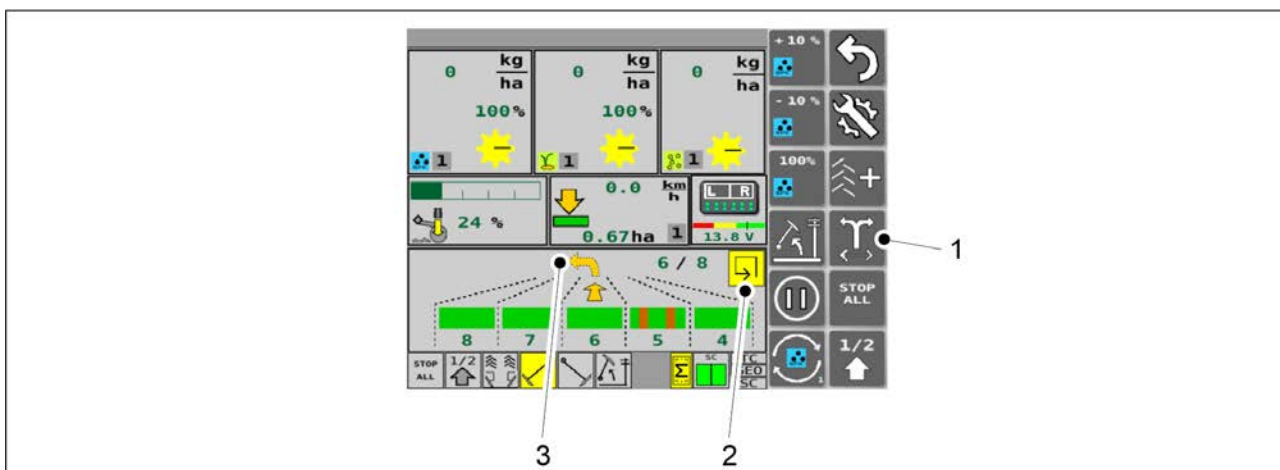 kg kg kg
0 ha 0 ha 0 ha
100% 100%
1 1 1
24 %
0.0 km/h
0.67ha 1
L R
13.8 V
6 / 8
8 7 6 5 4
STOP ALL 1/2 Σ SC TC
GEO
SC
+ 10 %
- 10 %
100%
STOP
ALL
1/2
1
1
2
3